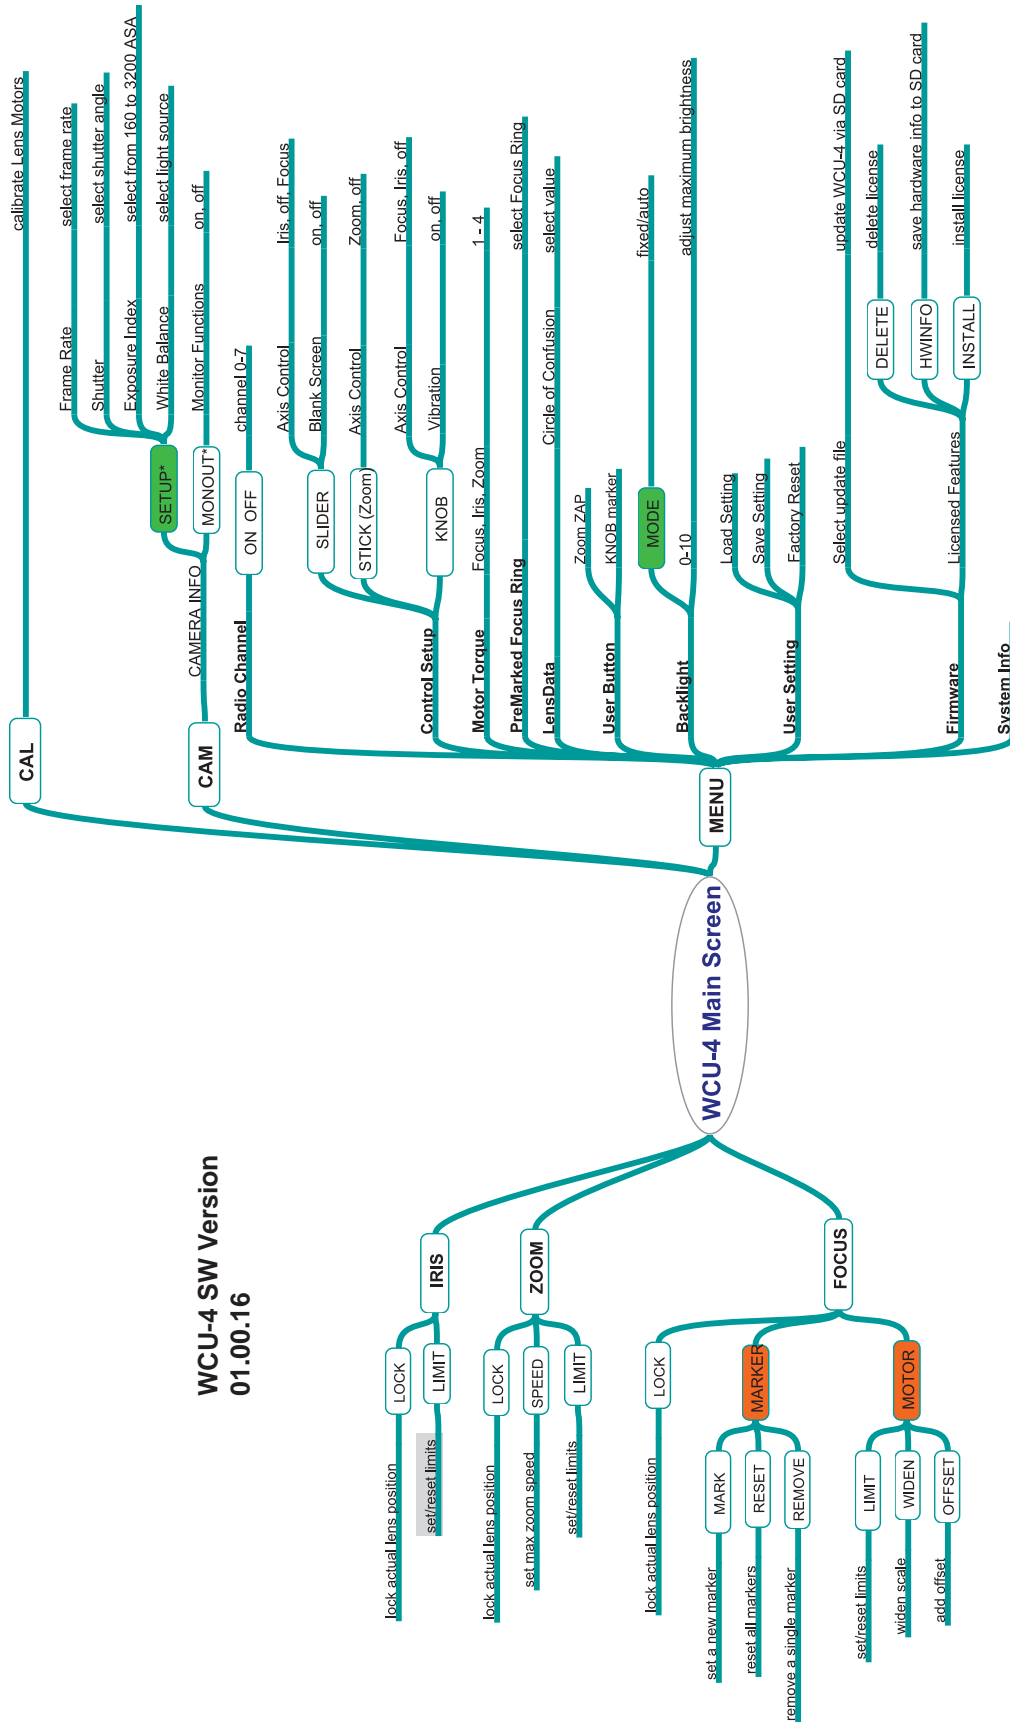 WCU-4 SW Version
01.00.16
WCU-4 Main Screen
IRIS
LOCK
lock actual lens position
LIMIT
set/reset limits
ZOOM
LOCK
lock actual lens position
SPEED
set max zoom speed
LIMIT
set/reset limits
FOCUS
LOCK
lock actual lens position
MARKER
MARK
set a new marker
RESET
reset all markers
REMOVE
remove a single marker
MOTOR
LIMIT
set/reset limits
WIDEN
widen scale
OFFSET
add offset
CAL
calibrate Lens Motors
CAM
CAMERA INFO
SETUP*
Frame Rate
select frame rate
Shutter
select shutter angle
Exposure Index
select from 160 to 3200 ASA
White Balance
select light source
MONOUT*
Monitor Functions
on, off
MENU
Radio Channel
ON OFF
channel 0-7
Control Setup
SLIDER
Axis Control
Iris, off, Focus
Blank Screen
on, off
STICK (Zoom)
Axis Control
Zoom, off
KNOB
Axis Control
Focus, Iris, off
Vibration
on, off
Motor Torque
Focus, Iris, Zoom
1 - 4
PreMarked Focus Ring
select Focus Ring
LensData
Circle of Confusion
select value
User Button
Zoom ZAP
KNOB marker
Backlight
MODE
fixed/auto
0-10
adjust maximum brightness
User Setting
Load Setting
Save Setting
Factory Reset
Firmware
Select update file
update WCU-4 via SD card
Licensed Features
DELETE
delete license
HWINFO
save hardware info to SD card
INSTALL
install license
System Info